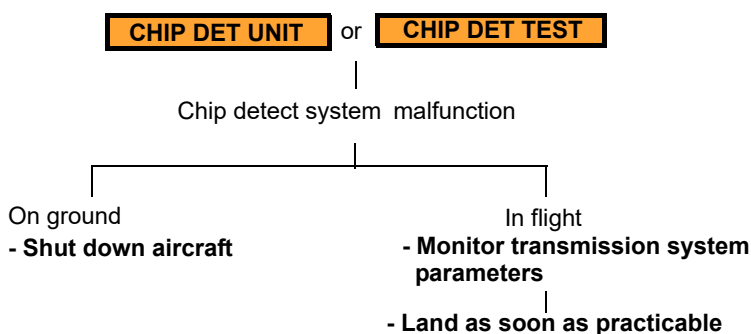 CHIP DET UNIT or CHIP DET TEST
Chip detect system malfunction
On ground
- Shut down aircraft
In flight
- Monitor transmission system
parameters
- Land as soon as practicable